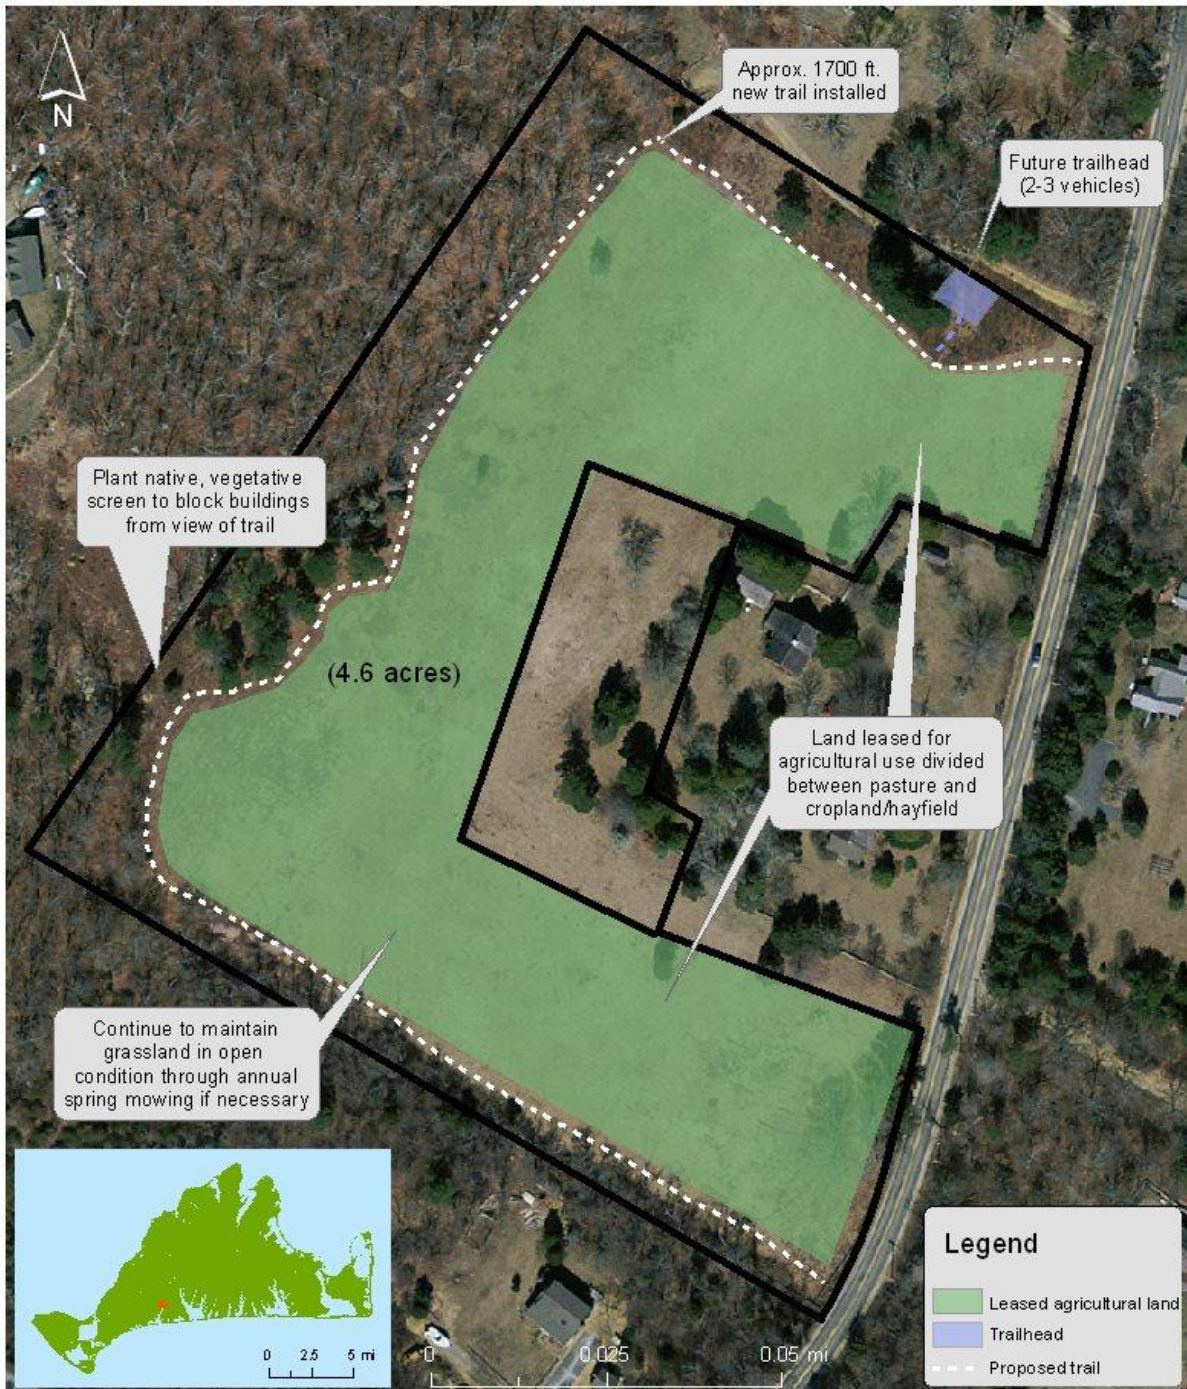 N
Approx. 1700 ft.
new trail installed
Future trailhead
(2-3 vehicles)
Plant native, vegetative
screen to block buildings
from view of trail
(4.6 acres)
Land leased for
agricultural use divided
between pasture and
cropland/hayfield
Continue to maintain
grassland in open
condition through annual
spring mowing if necessary
0 2.5 5 mi
0 0.025 0.05 mi
Legend
Leased agricultural land
Trailhead
Proposed trail